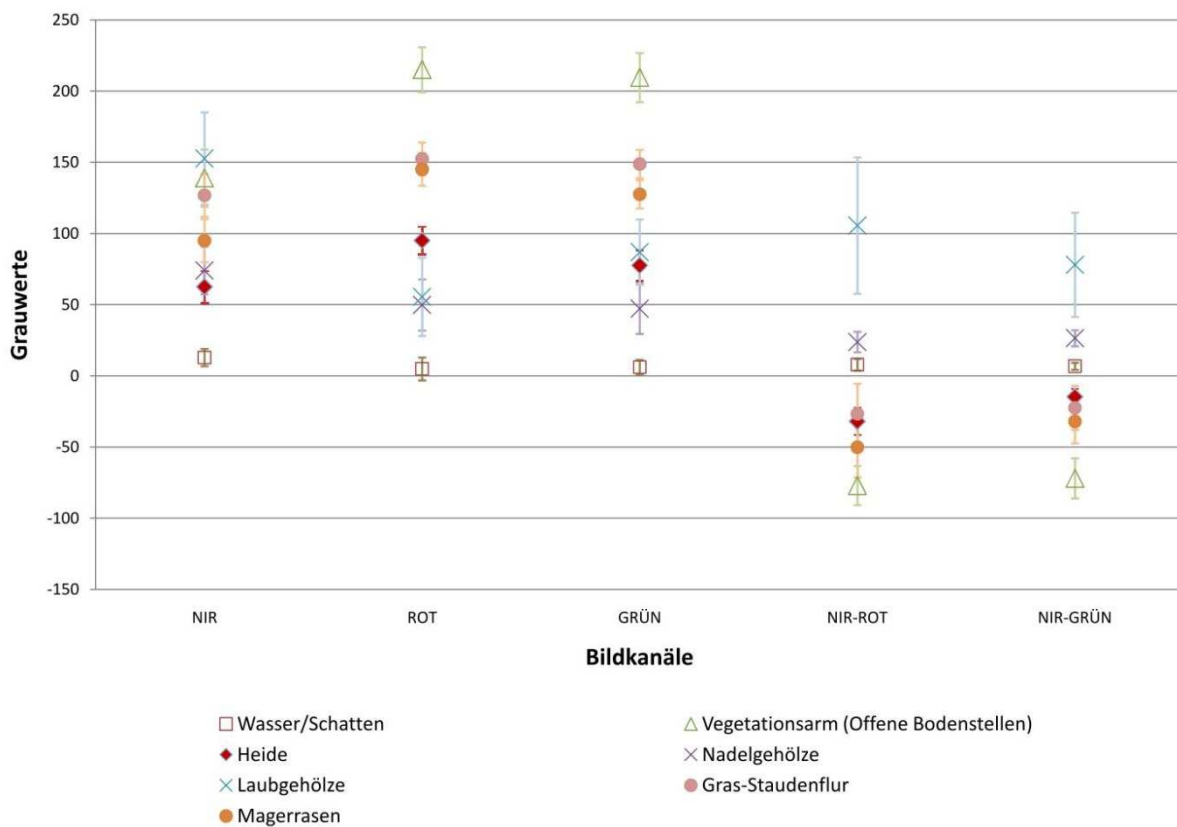 250
200
150
100
50
0
-50
-100
-150
Grauwerte
NIR
ROT
GRÜN
NIR-ROT
NIR-GRÜN
Bildkanäle
Wasser/Schatten
Vegetationsarm (Offene Bodenstellen)
Heide
Nadelgehölze
Laubgehölze
Gras-Staudenflur
Magerrasen